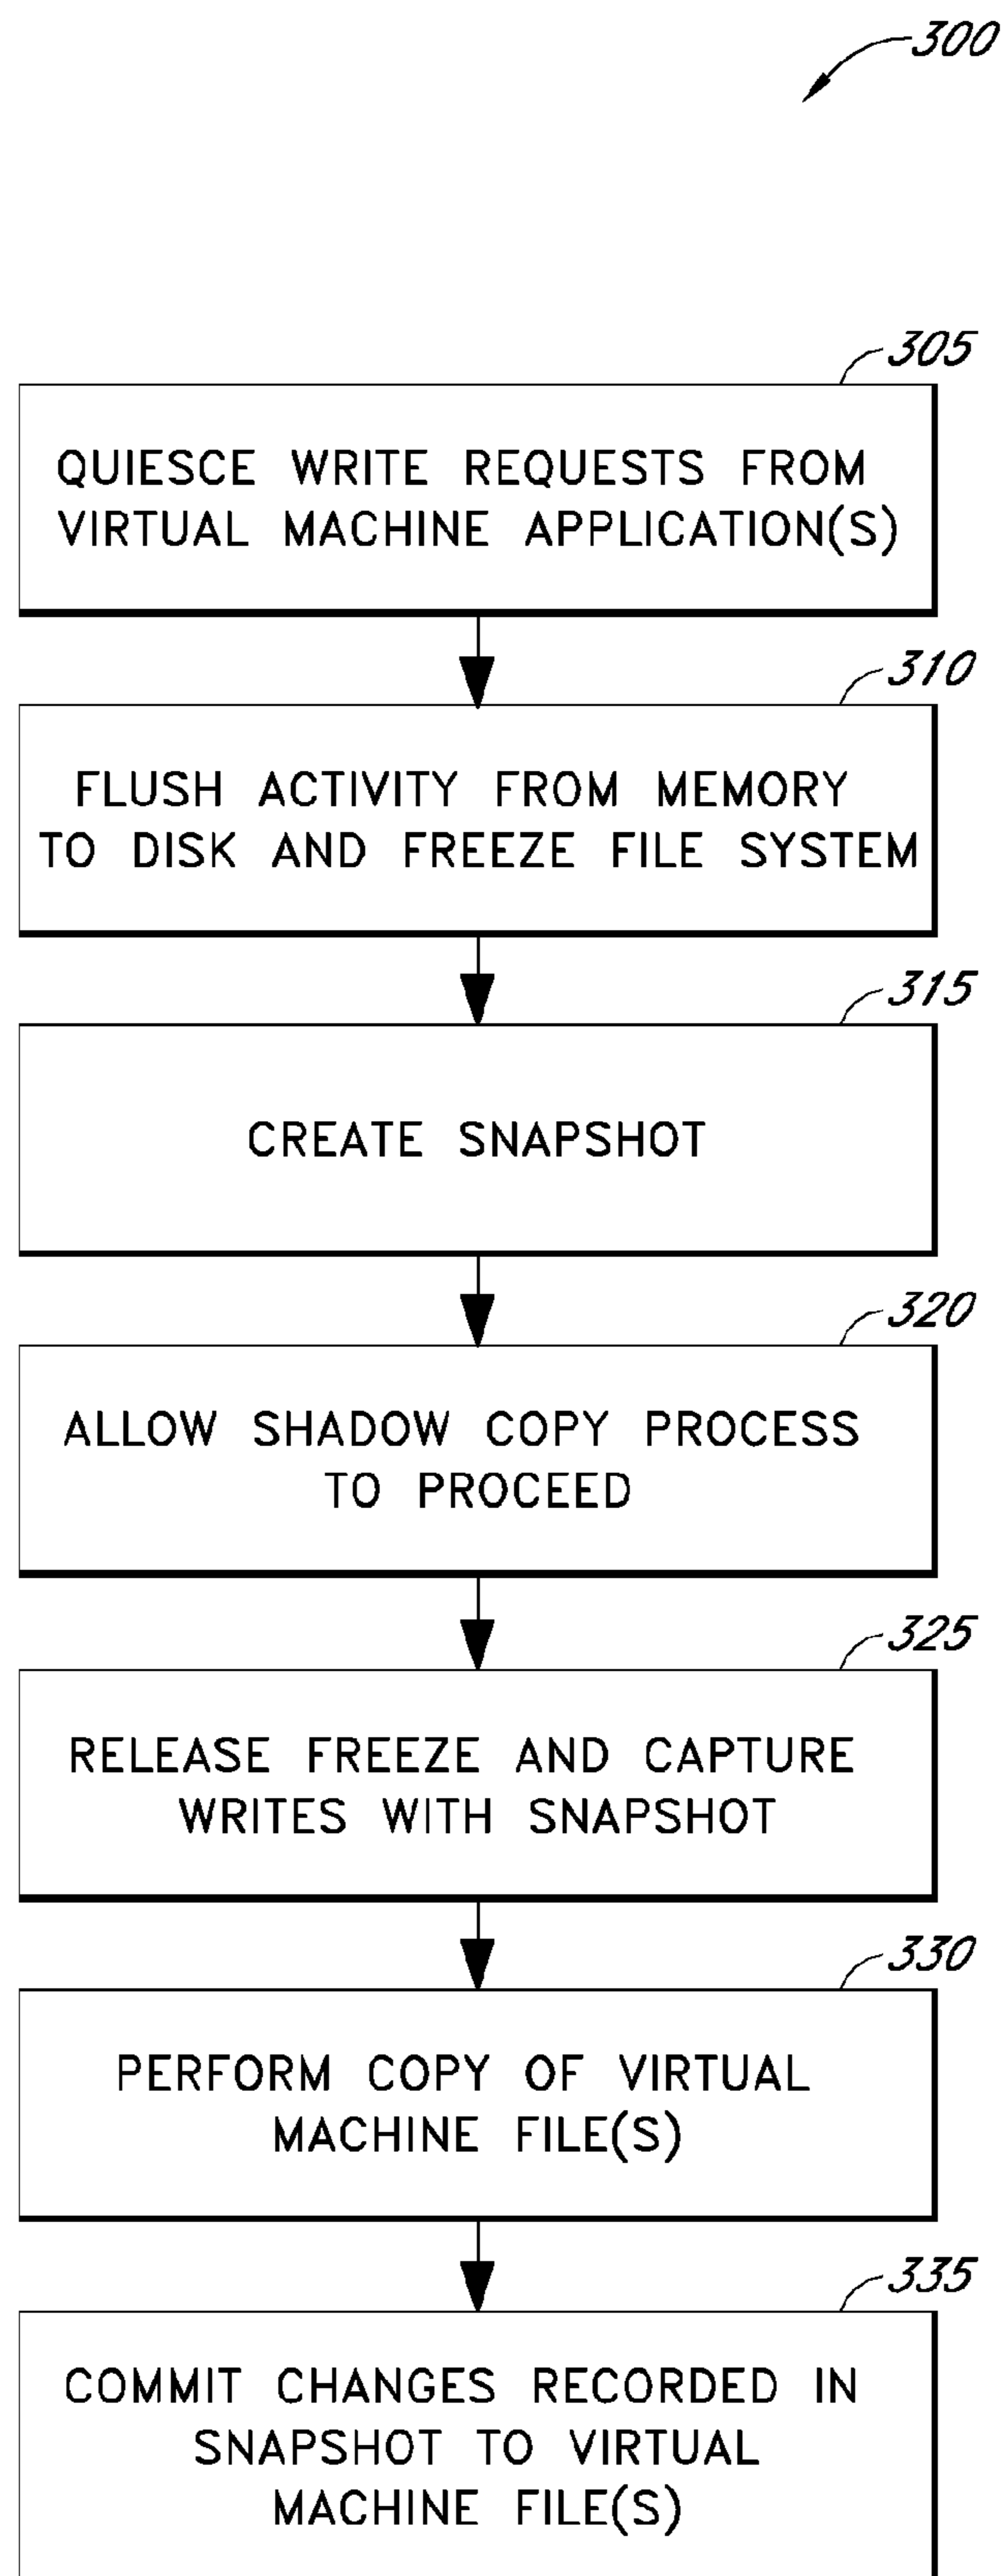 300
305
QUIESCE WRITE REQUESTS FROM
VIRTUAL MACHINE APPLICATION(S)
310
FLUSH ACTIVITY FROM MEMORY
TO DISK AND FREEZE FILE SYSTEM
315
CREATE SNAPSHOT
320
ALLOW SHADOW COPY PROCESS
TO PROCEED
325
RELEASE FREEZE AND CAPTURE
WRITES WITH SNAPSHOT
330
PERFORM COPY OF VIRTUAL
MACHINE FILE(S)
335
COMMIT CHANGES RECORDED IN
SNAPSHOT TO VIRTUAL
MACHINE FILE(S)